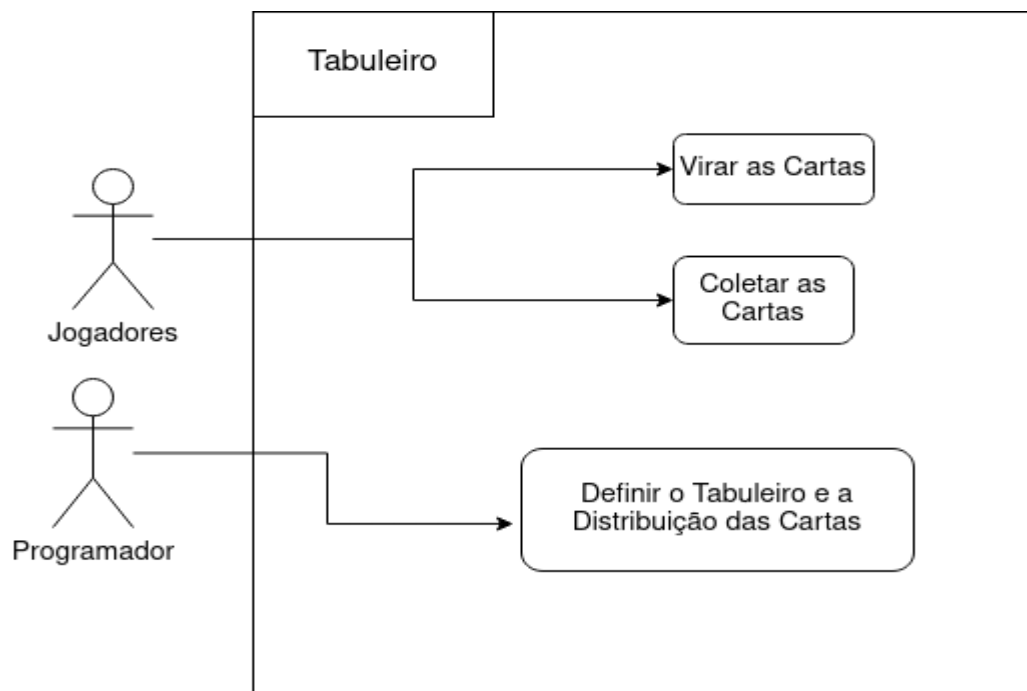 Tabuleiro
Virar as Cartas
Jogadores
Coletar as
Cartas
Programador
Definir o Tabuleiro e a
Distribuição das Cartas